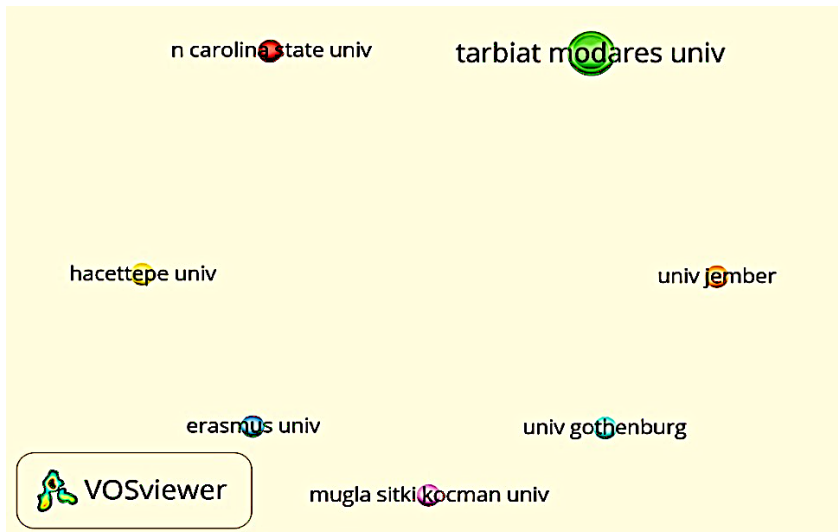 n carolina state univ
tarbiat modares univ
hacettepe univ
univ jember
erasmus univ
univ gothenburg
VOSviewer
mugla sitki kocman univ